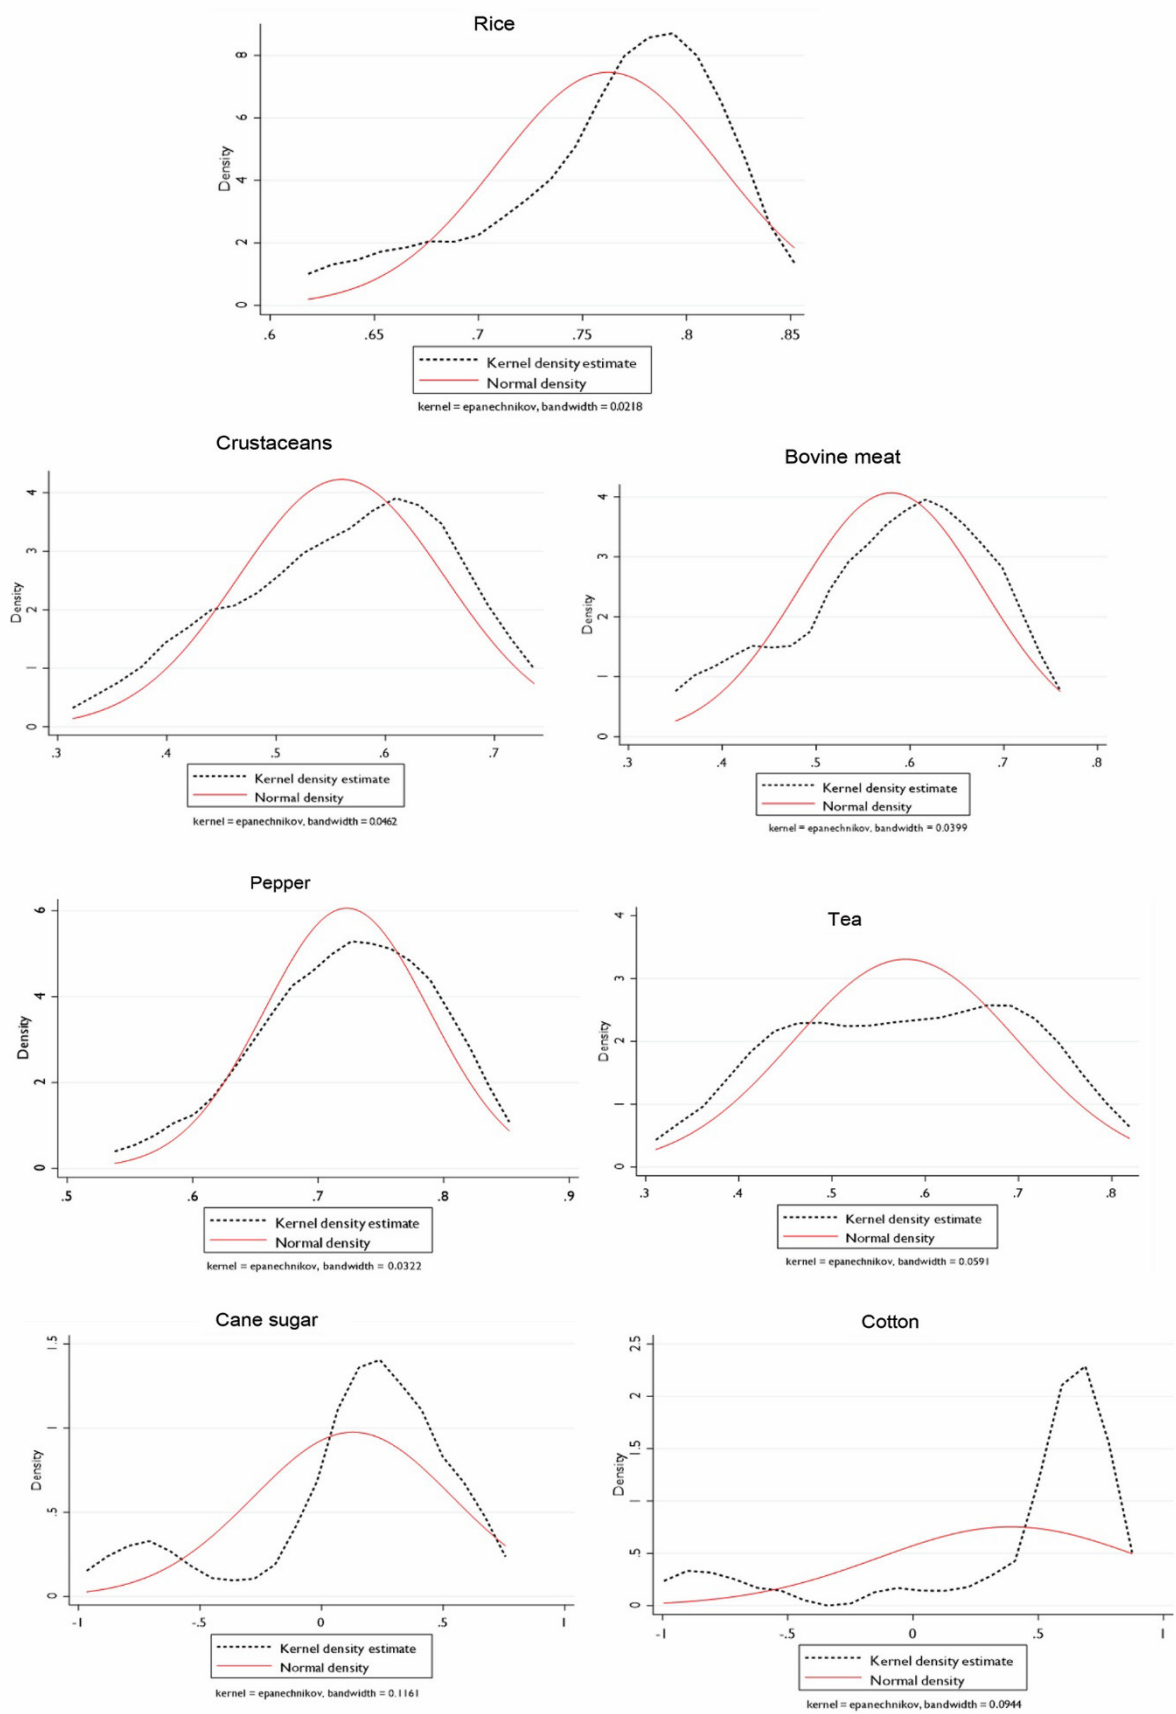 Rice
Density
8
6
4
2
0
.6 .65 .7 .75 .8 .85
Kernel density estimate
Normal density
kernel = epanechnikov, bandwidth = 0.0218
Crustaceans
Density
4
3
2
1
0
.3 .4 .5 .6 .7
Kernel density estimate
Normal density
kernel = epanechnikov, bandwidth = 0.0462
Bovine meat
Density
4
3
2
1
0
.3 .4 .5 .6 .7 .8
Kernel density estimate
Normal density
kernel = epanechnikov, bandwidth = 0.0399
Pepper
Density
6
4
2
0
.5 .6 .7 .8 .9
Kernel density estimate
Normal density
kernel = epanechnikov, bandwidth = 0.0322
Tea
Density
4
3
2
1
0
.3 .4 .5 .6 .7 .8
Kernel density estimate
Normal density
kernel = epanechnikov, bandwidth = 0.0591
Cane sugar
Density
1.5
1
.5
0
-1 -.5 0 .5 1
Kernel density estimate
Normal density
kernel = epanechnikov, bandwidth = 0.1161
Cotton
Density
2.5
2
1.5
1
.5
0
-1 -.5 0 .5 1
Kernel density estimate
Normal density
kernel = epanechnikov, bandwidth = 0.0944